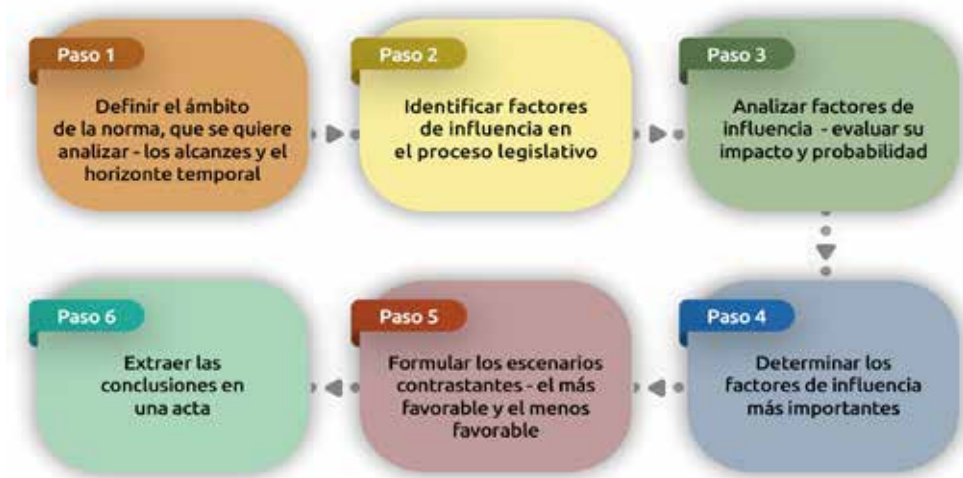 Paso 1
Definir el ámbito
de la norma, que se quiere
analizar - los alcanzes y el
horizonte temporal
Paso 2
Identificar factores
de influencia en
el proceso legislativo
Paso 3
Analizar factores de
influencia - evaluar su
impacto y probabilidad
Paso 4
Determinar los
factores de influencia
más importantes
Paso 5
Formular los escenarios
contrastantes - el más
favorable y el menos
favorable
Paso 6
Extraer las
conclusiones en
una acta